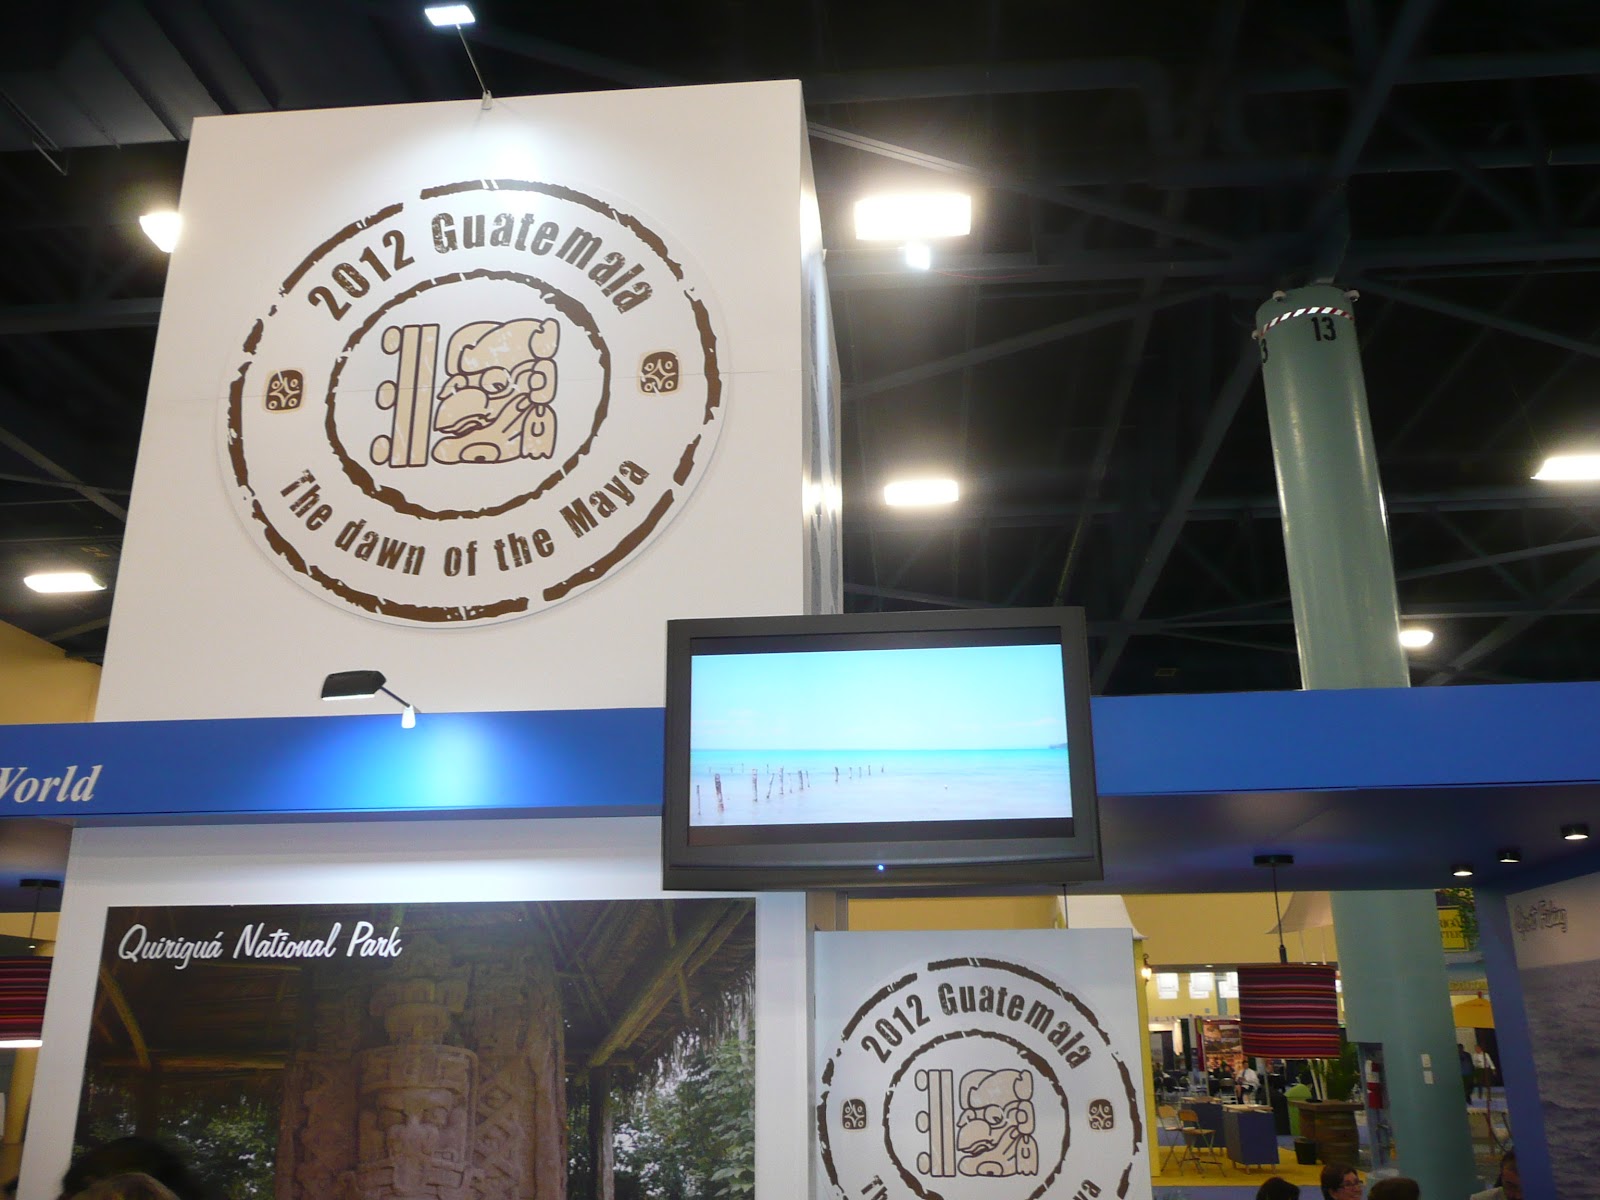 2012 Guatemala
The dawn of the Maya
13
World
Quiriguá National Park
2012 Guatemala